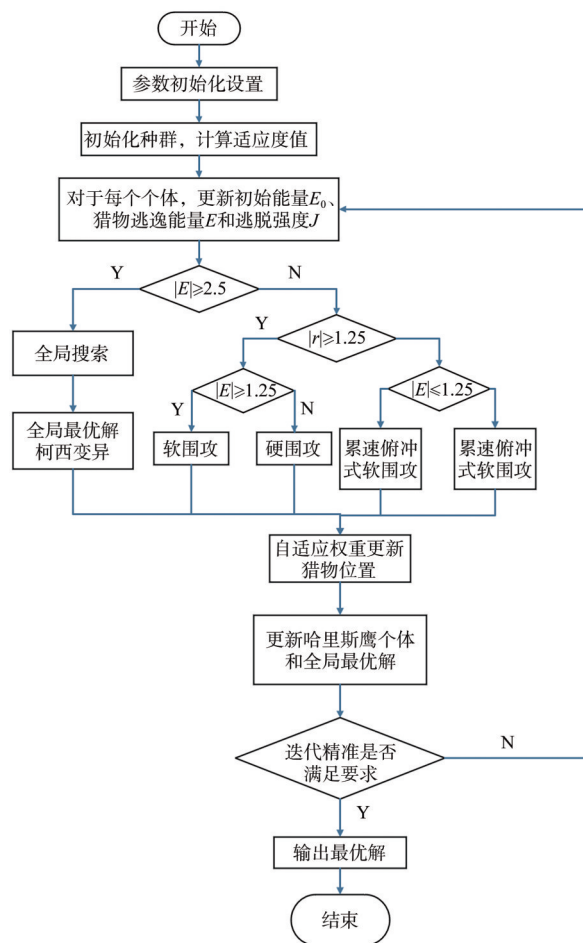 开始
参数初始化设置
初始化种群，计算适应度值
对于每个个体，更新初始能量E₀、
猎物逃逸能量E和逃脱强度J
Y
N
|E|⩾2.5
Y
|r|⩾1.25
全局搜索
|E|⩾1.25
|E|⩽1.25
Y
N
Y
N
全局最优解
柯西变异
软围攻
硬围攻
累速俯冲
式软围攻
累速俯冲
式软围攻
自适应权重更新
猎物位置
更新哈里斯鹰个体
和全局最优解
迭代精准是否
满足要求
N
Y
输出最优解
结束